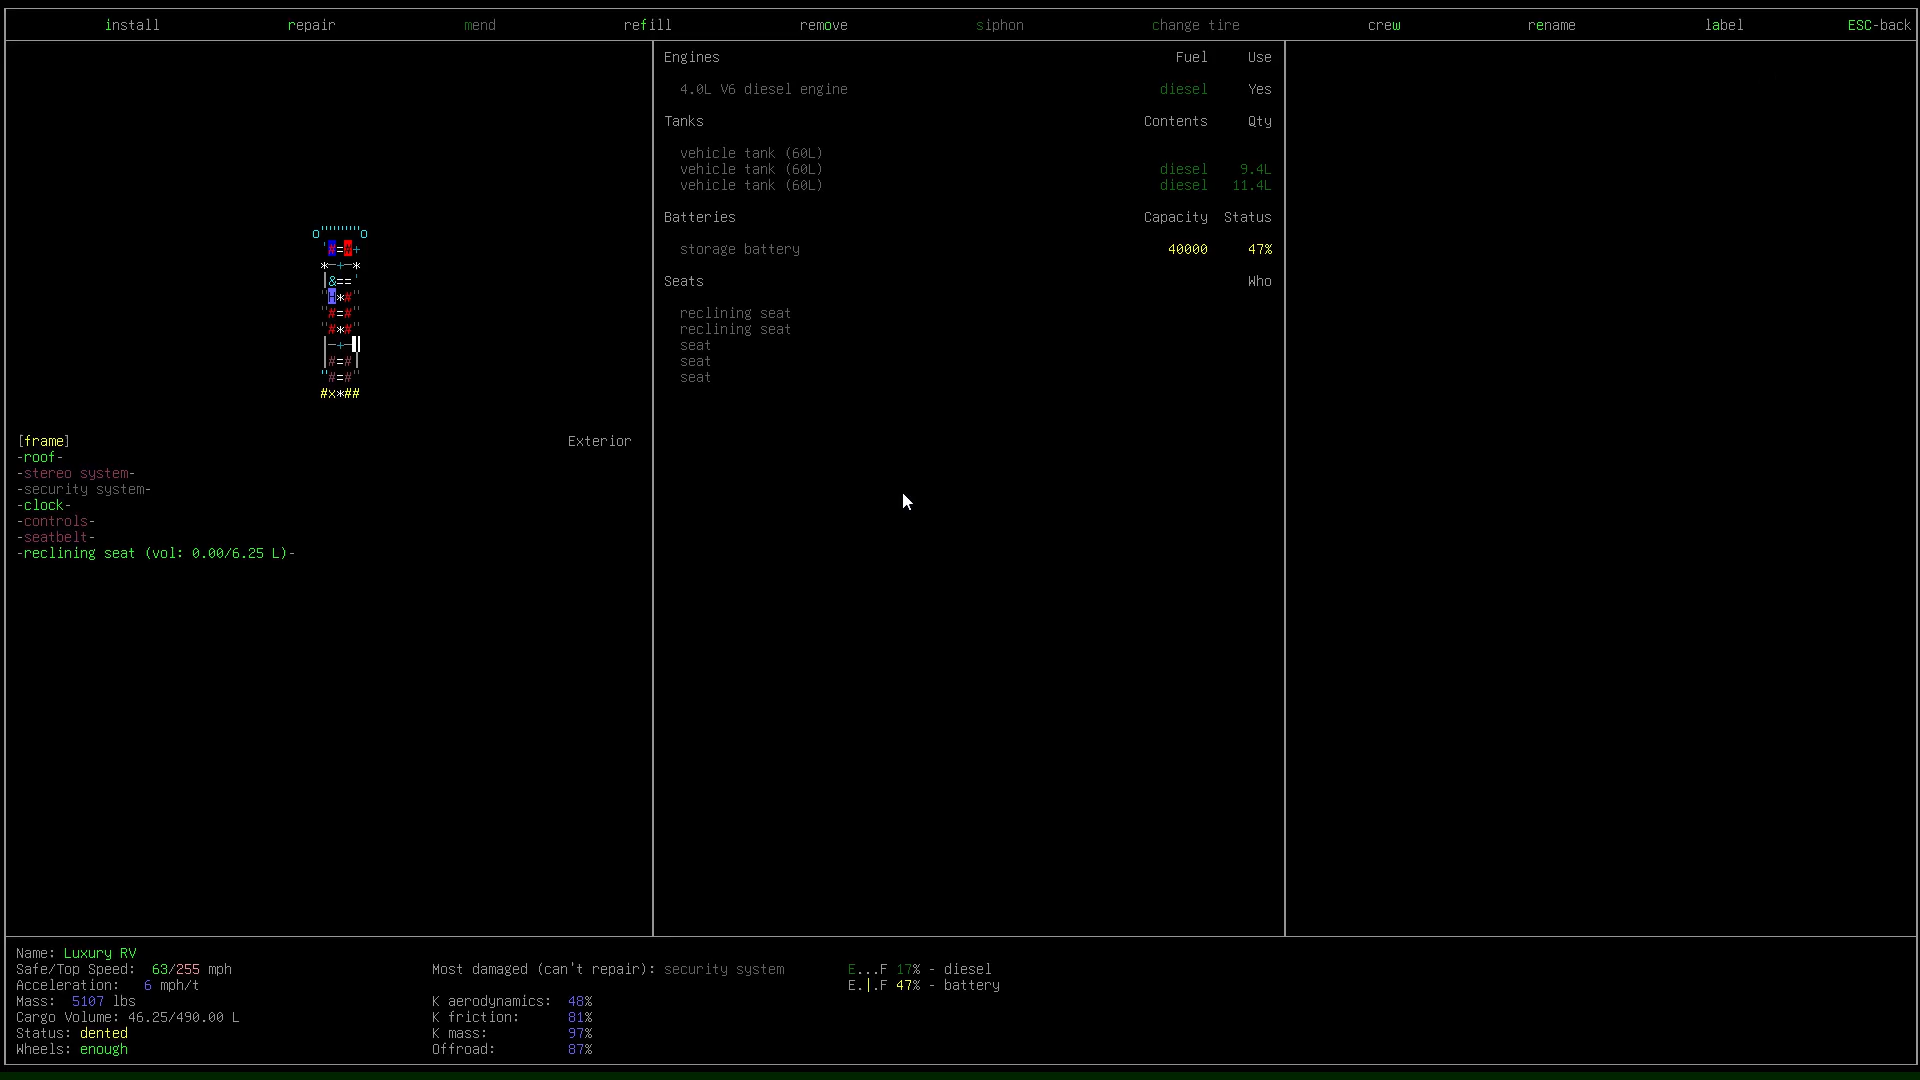 install repair mend refill remove siphon change tire crew rename label ESC-back
Engines Fuel Use
4.0L V6 diesel engine diesel Yes
Tanks Contents Qty
vehicle tank (60L)
vehicle tank (60L) diesel 9.4L
vehicle tank (60L) diesel 11.4L
Batteries Capacity Status
storage battery 40000 47%
Seats Who
reclining seat
reclining seat
seat
seat
seat
[frame] Exterior
-roof-
-stereo system-
-security system-
-clock-
-controls-
-seatbelt-
-reclining seat (vol: 0.00/6.25 L)-
Name: Luxury RV
Safe/Top Speed: 63/255 mph
Acceleration: 6 mph/t
Mass: 5107 lbs
Cargo Volume: 46.25/490.00 L
Status: dented
Wheels: enough
Most damaged (can't repair): security system
K aerodynamics: 48%
K friction: 81%
K mass: 97%
Offroad: 87%
E...F 17% - diesel
E.|.F 47% - battery